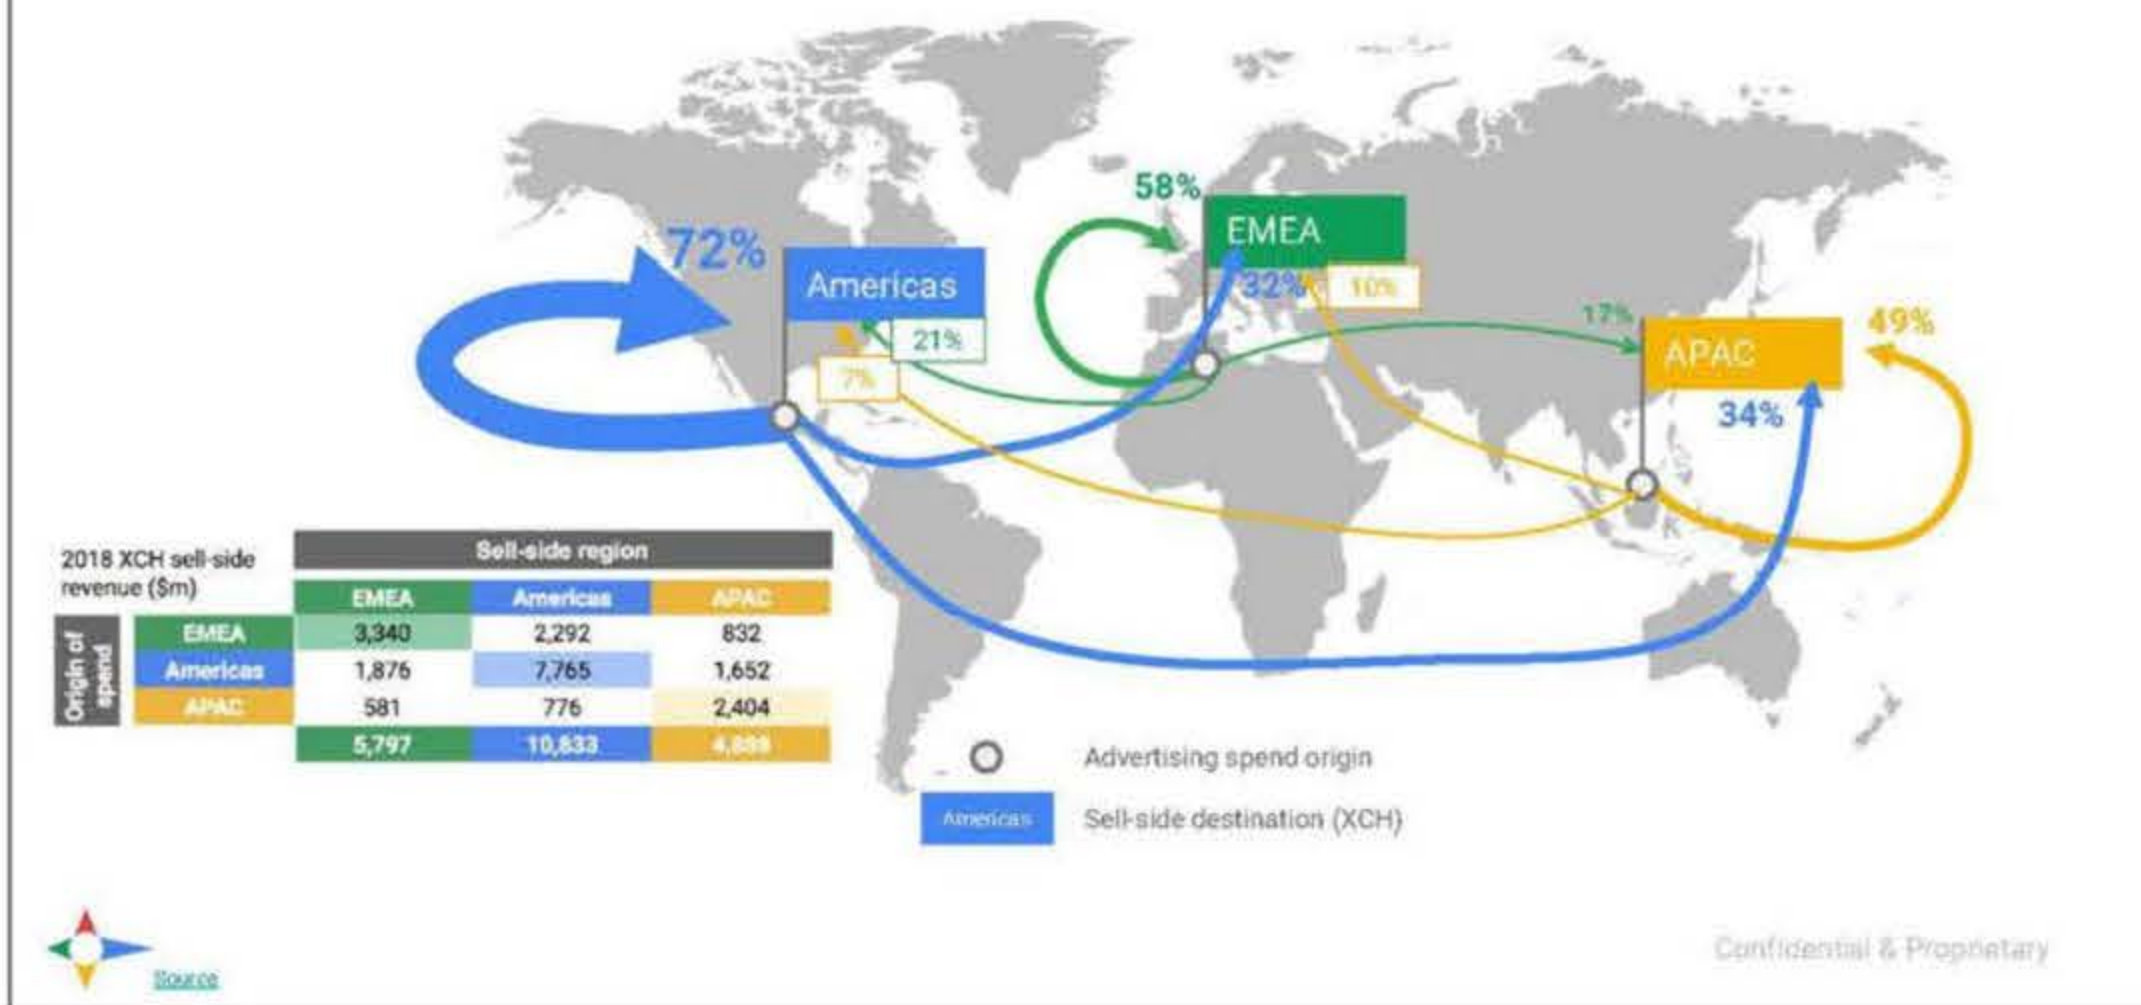 58%
EMEA
72%
Americas
32%
10%
21%
17%
APAC
49%
7%
34%
2018 XCH sell-side
revenue ($m)
Sell-side region
EMEA Americas APAC
Origin of
spend
EMEA 3,340 2,292 832
Americas 1,876 7,765 1,652
APAC 581 776 2,404
5,797 10,833
Advertising spend origin
Americas
Sell-side destination (XCH)
Source
Confidential & Proprietary